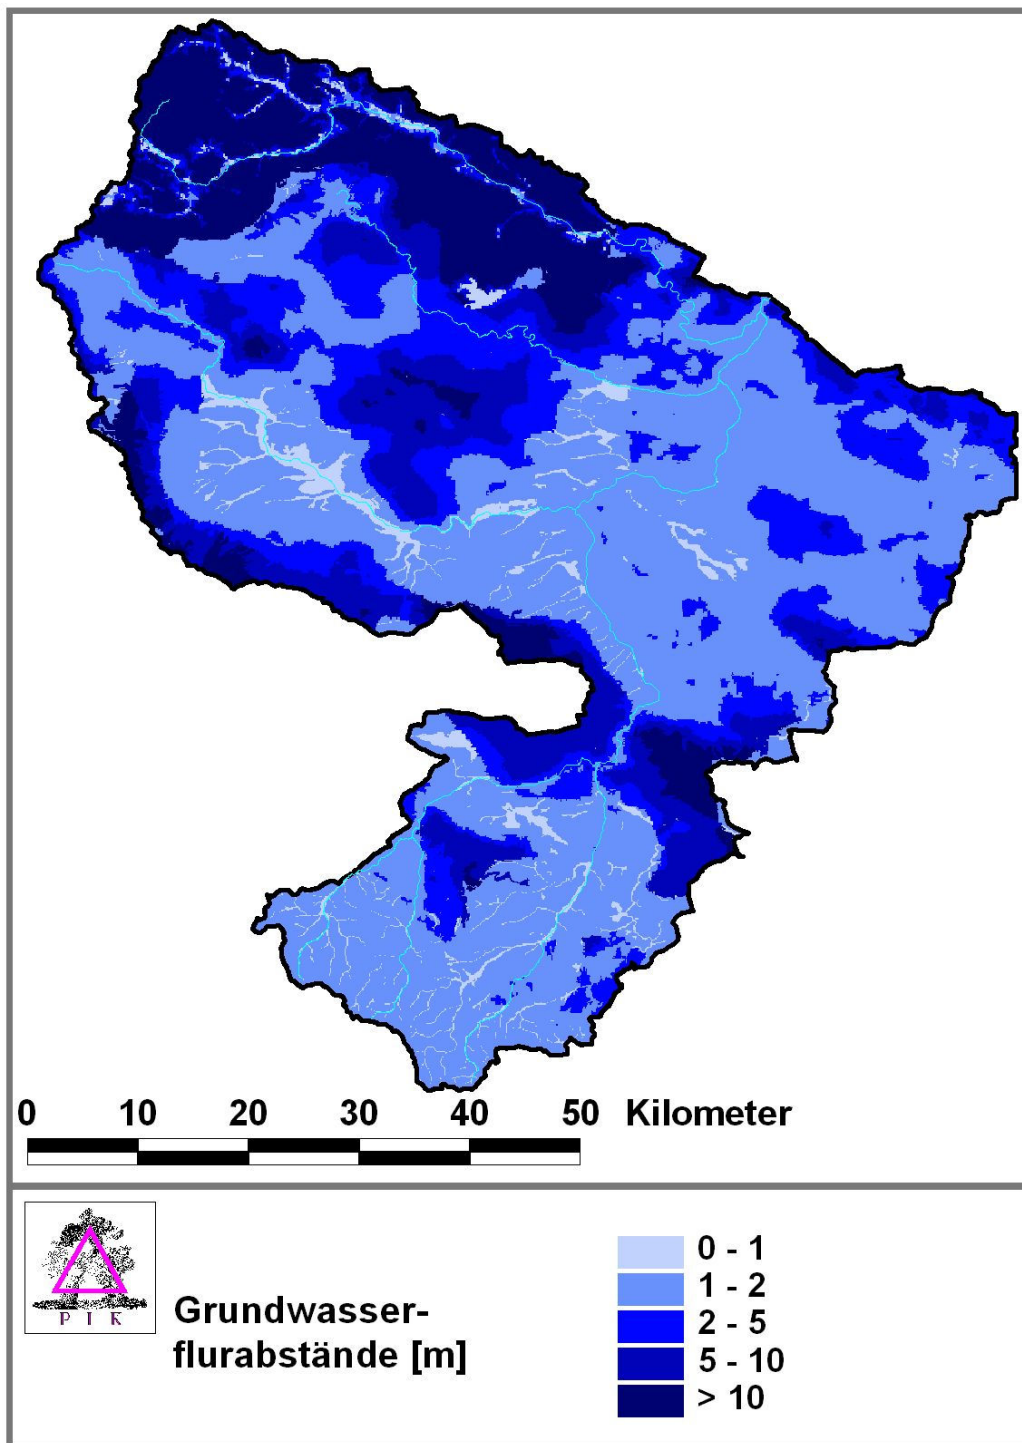 0 10 20 30 40 50 Kilometer
P I K
Grundwasser-
flurabstände [m]
0 - 1
1 - 2
2 - 5
5 - 10
> 10